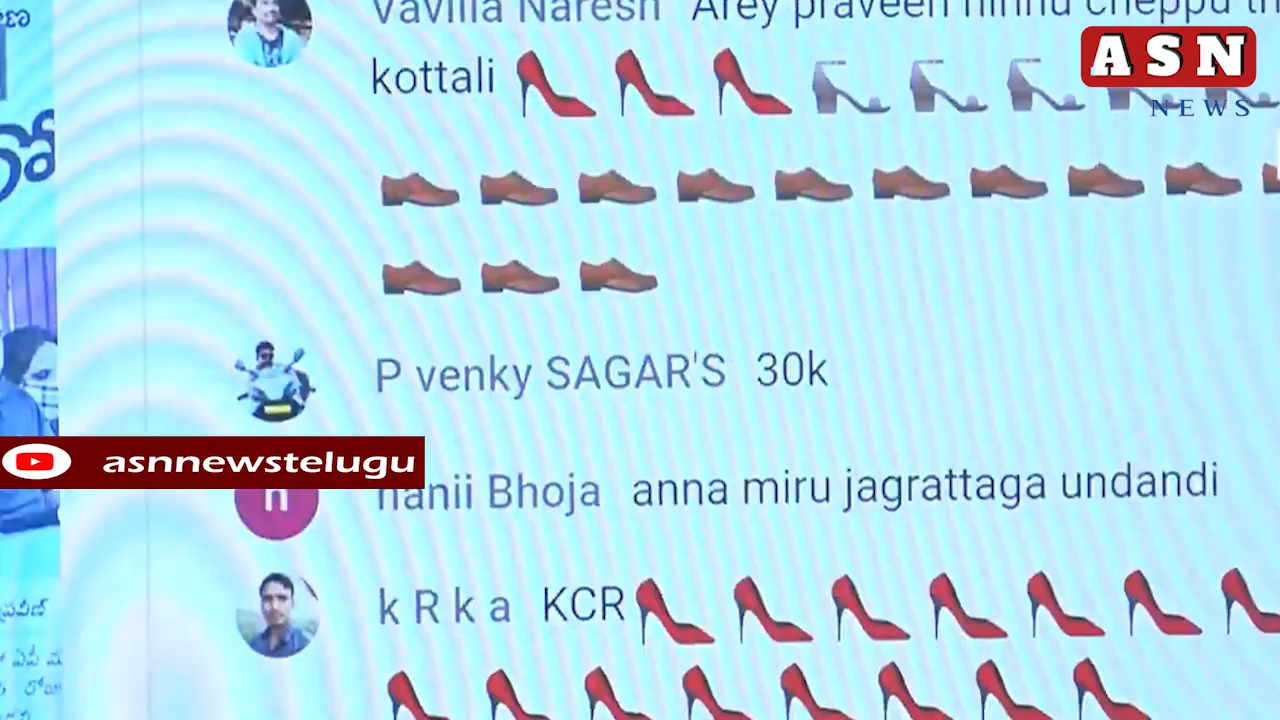 Vavilla Naresh Arey praveen ninnu cheppu
kottali
ASN
NEWS
P venky SAGAR'S 30k
asnnewstelugu
nanii Bhoja anna miru jagrattaga undandi
n
k R k a KCR
ప్రవీణ్